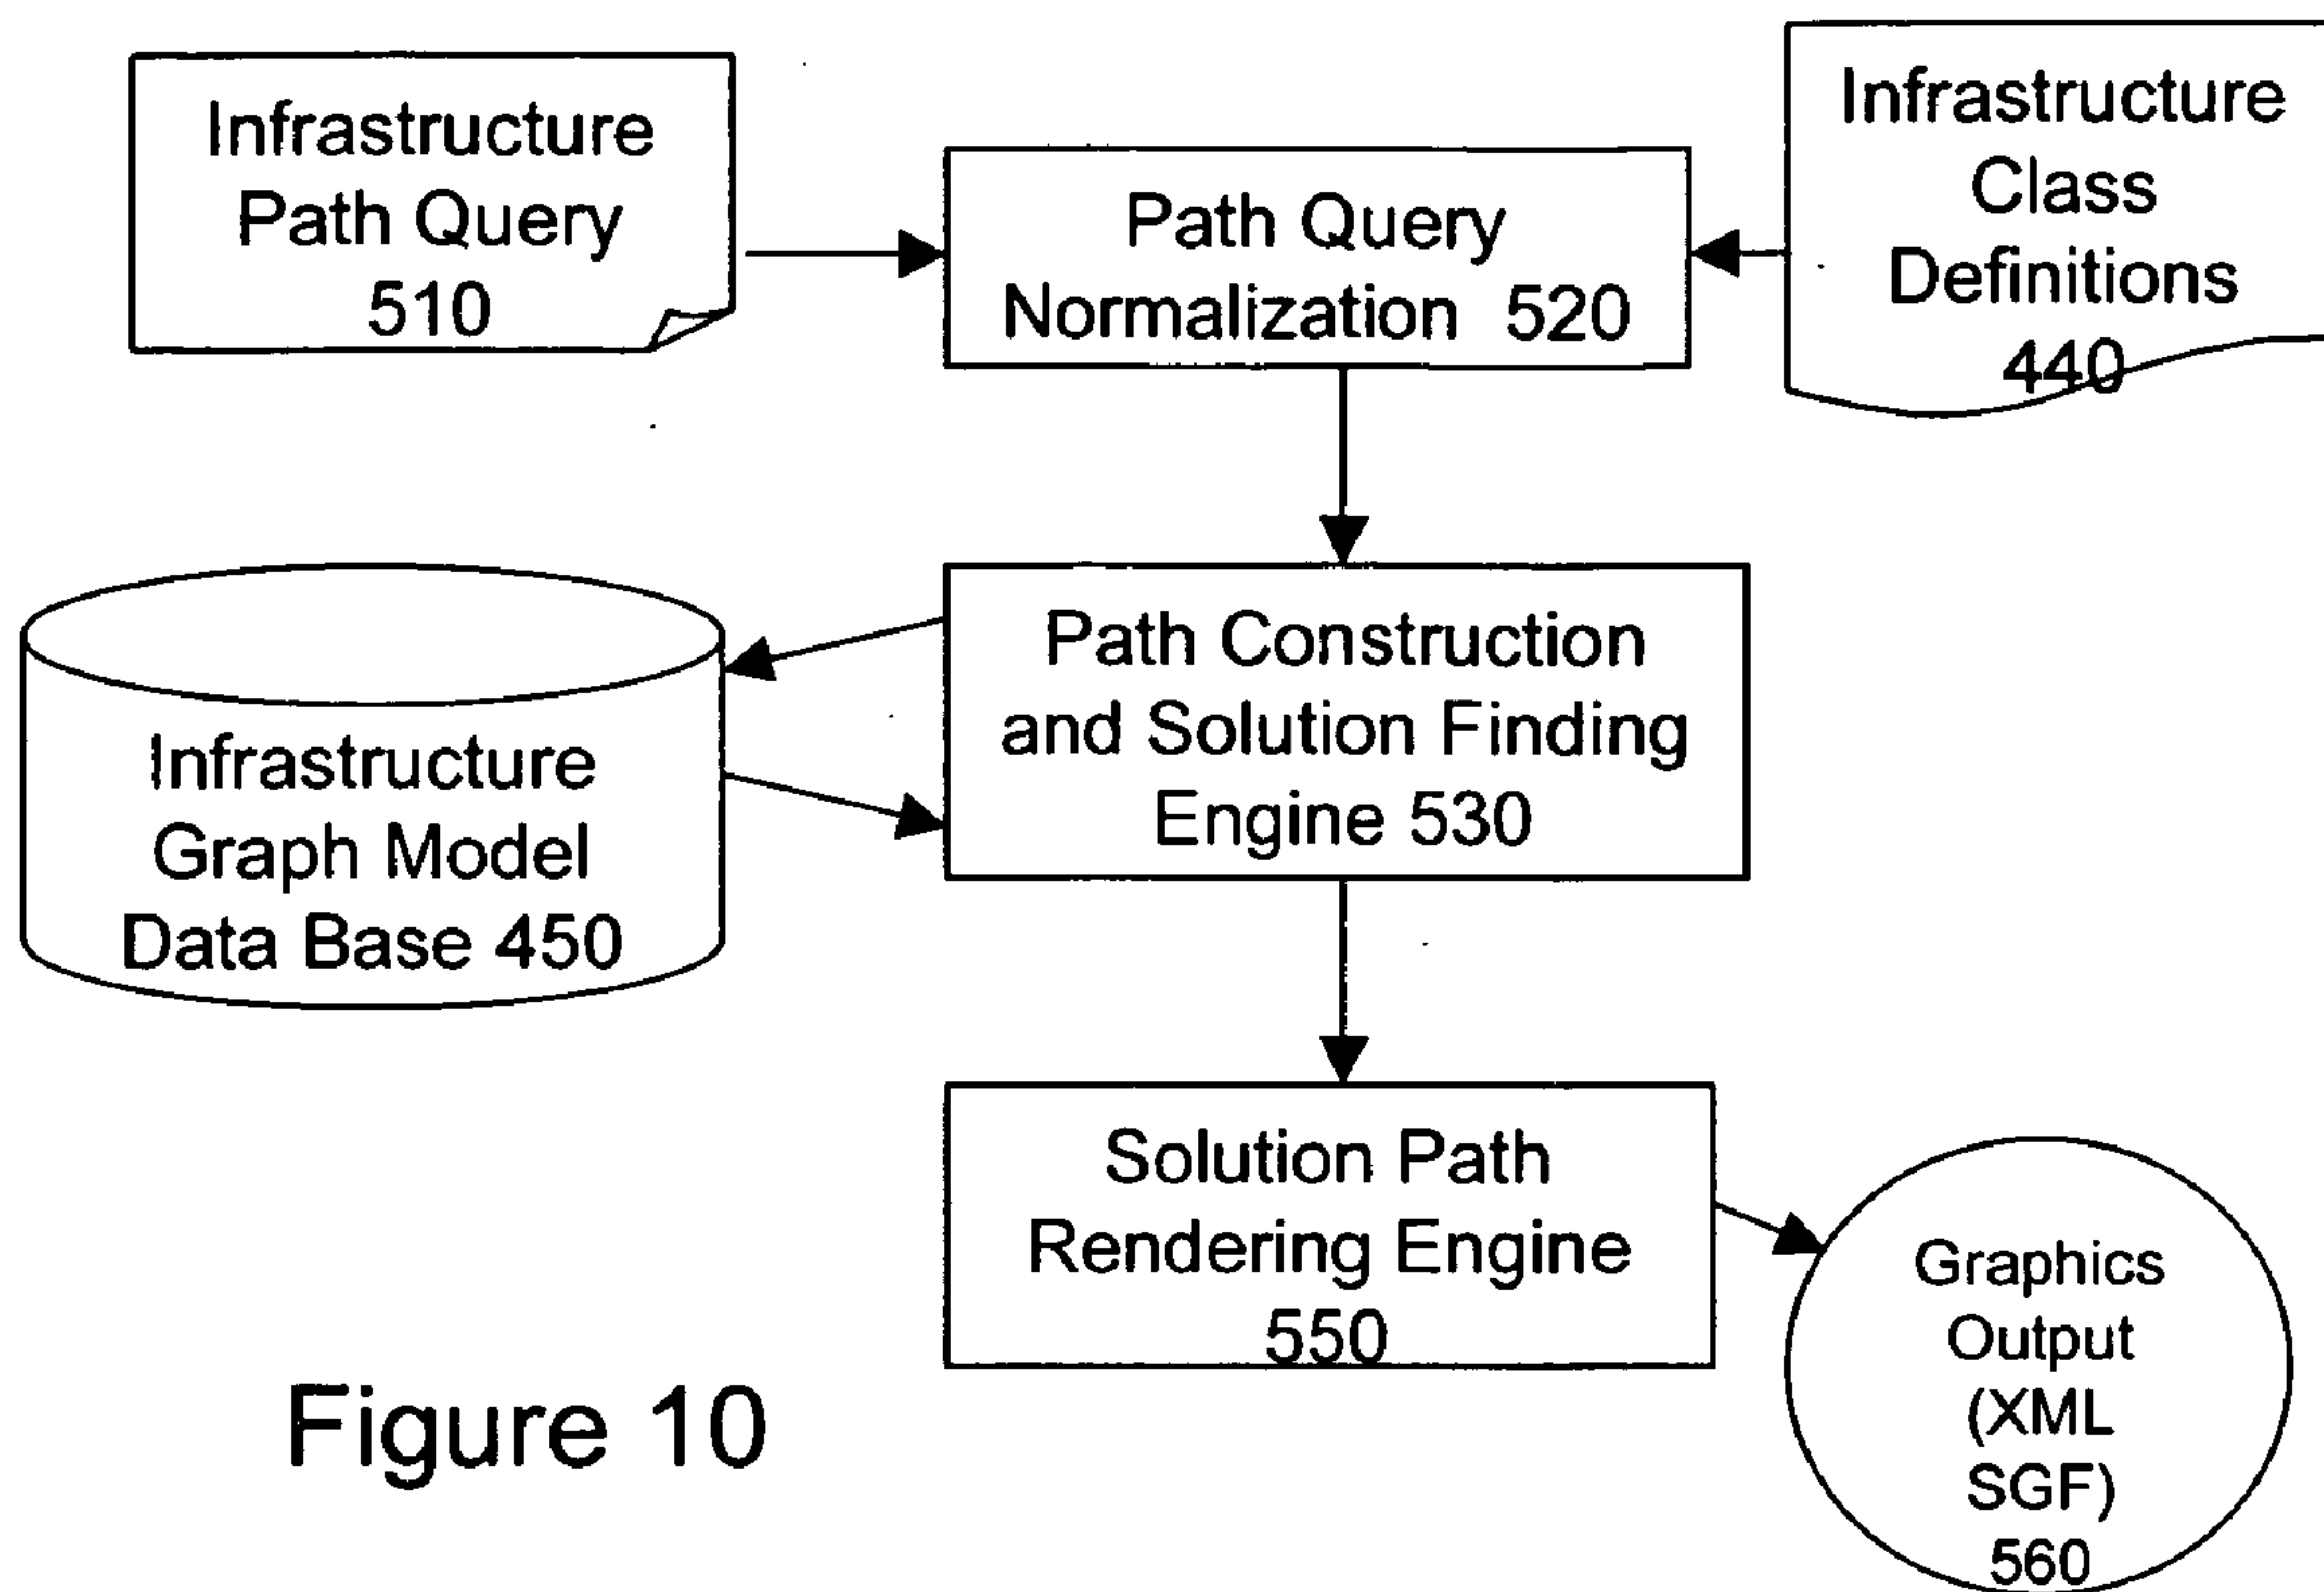 Infrastructure
Path Query
510
Path Query
Normalization 520
Infrastructure
Class
Definitions
440
Infrastructure
Graph Model
Data Base 450
Path Construction
and Solution Finding
Engine 530
Solution Path
Rendering Engine
550
Graphics
Output
(XML
SGF)
560
Figure 10